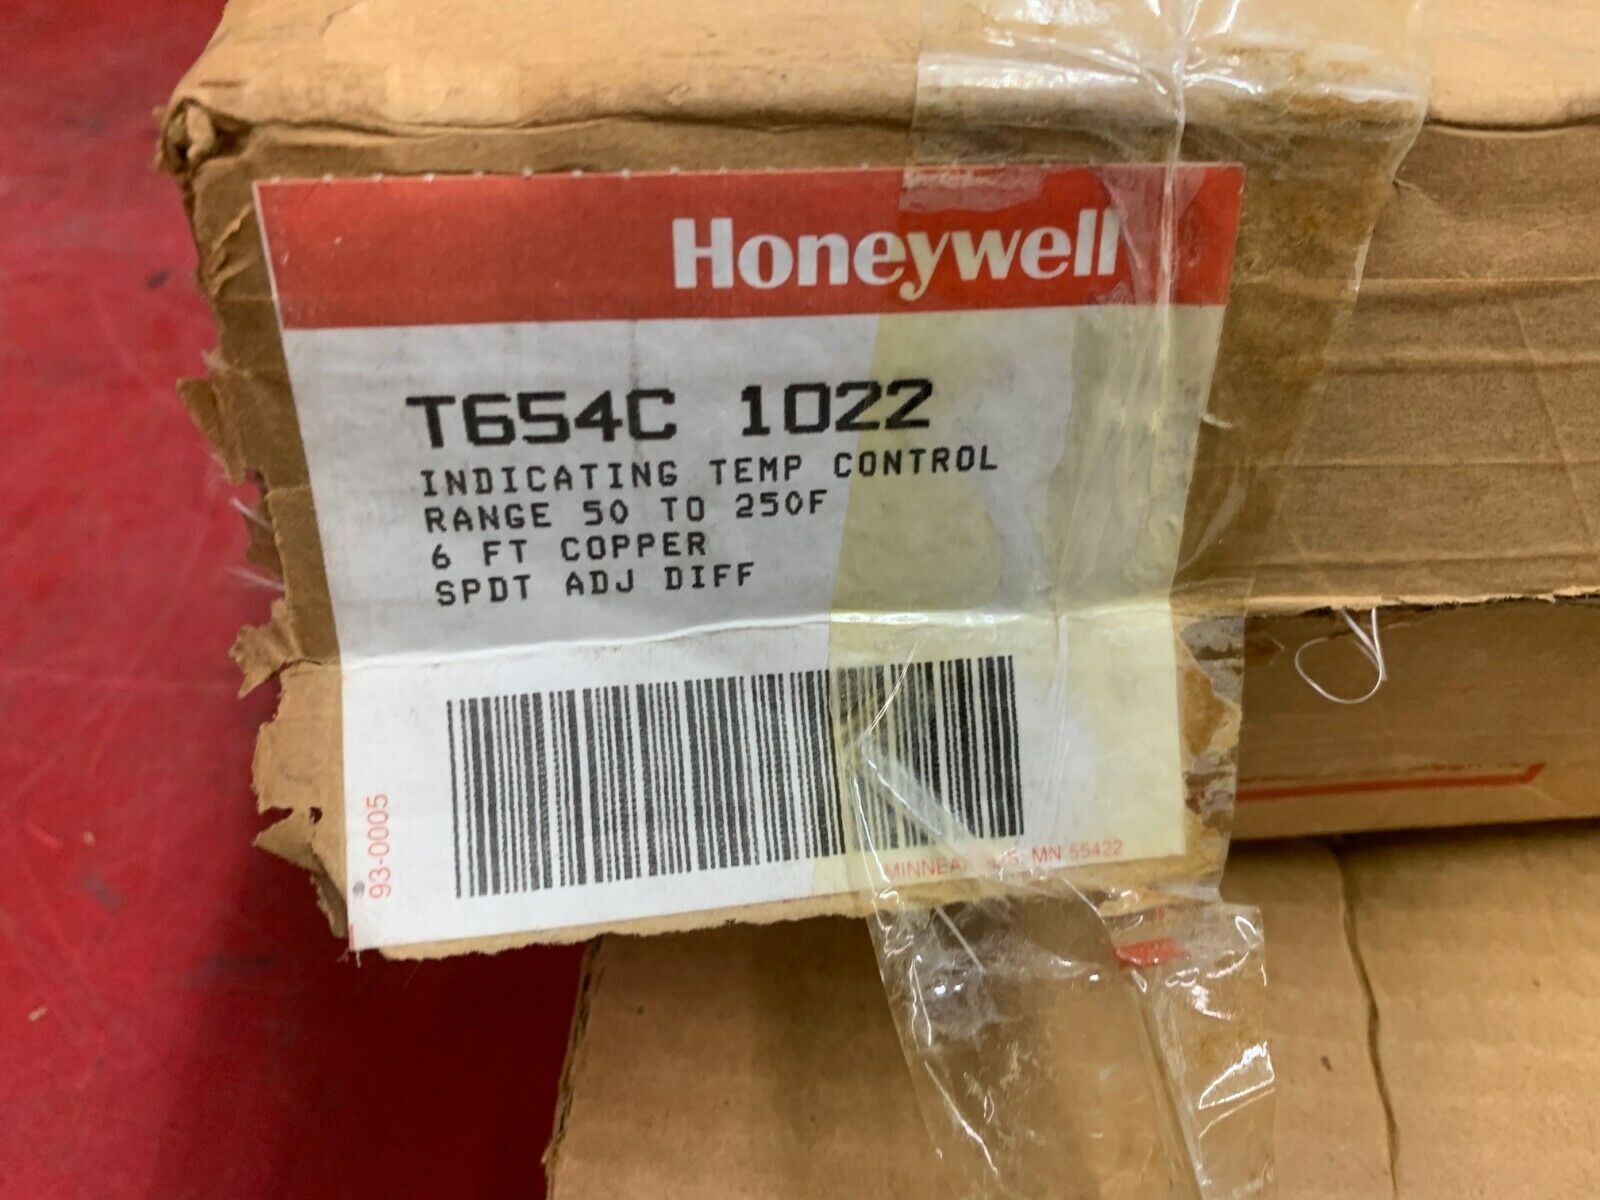 Honeywell
T654C 1022
INDICATING TEMP CONTROL
RANGE 50 TO 250F
6 FT COPPER
SPDT ADJ DIFF
93-0005
MN 55422